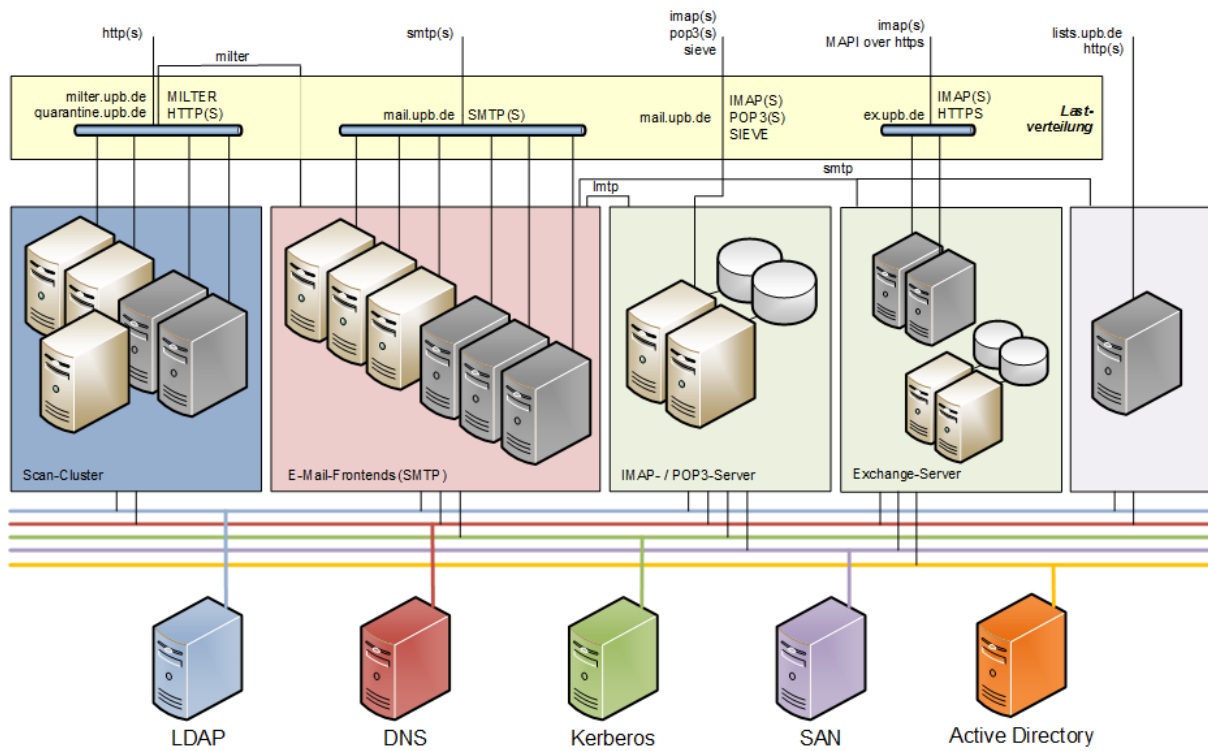 http(s)
smtp(s)
imap(s)
pop3(s)
sieve
imap(s)
MAPI over https
lists.upb.de
http(s)
milter
milter.upb.de
quarantine.upb.de
MILTER
HTTP(S)
mail.upb.de
SMTP(S)
mail.upb.de
IMAP(S)
POP3(S)
SIEVE
ex.upb.de
IMAP(S)
HTTPS
Last-
verteilung
smtp
lmtp
Scan-Cluster
E-Mail-Frontends (SMTP)
IMAP- / POP3-Server
Exchange-Server
LDAP
DNS
Kerberos
SAN
Active Directory